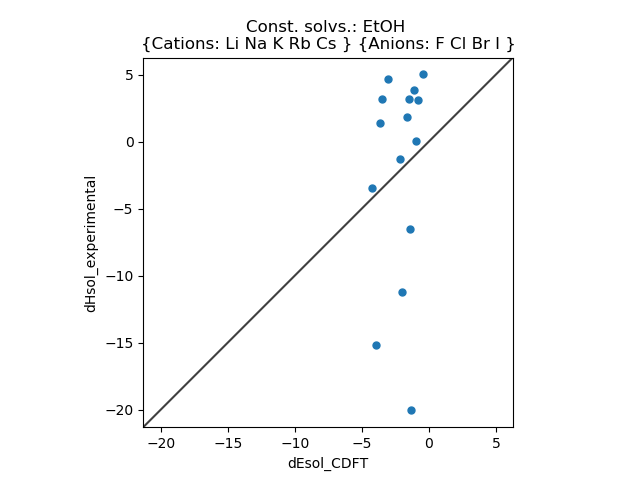 Const. solvs.: EtOH
{Cations: Li Na K Rb Cs } {Anions: F Cl Br I }
5
0
−5
−10
−15
−20
dHsol_experimental
−20 −15 −10 −5 0 5
dEsol_CDFT